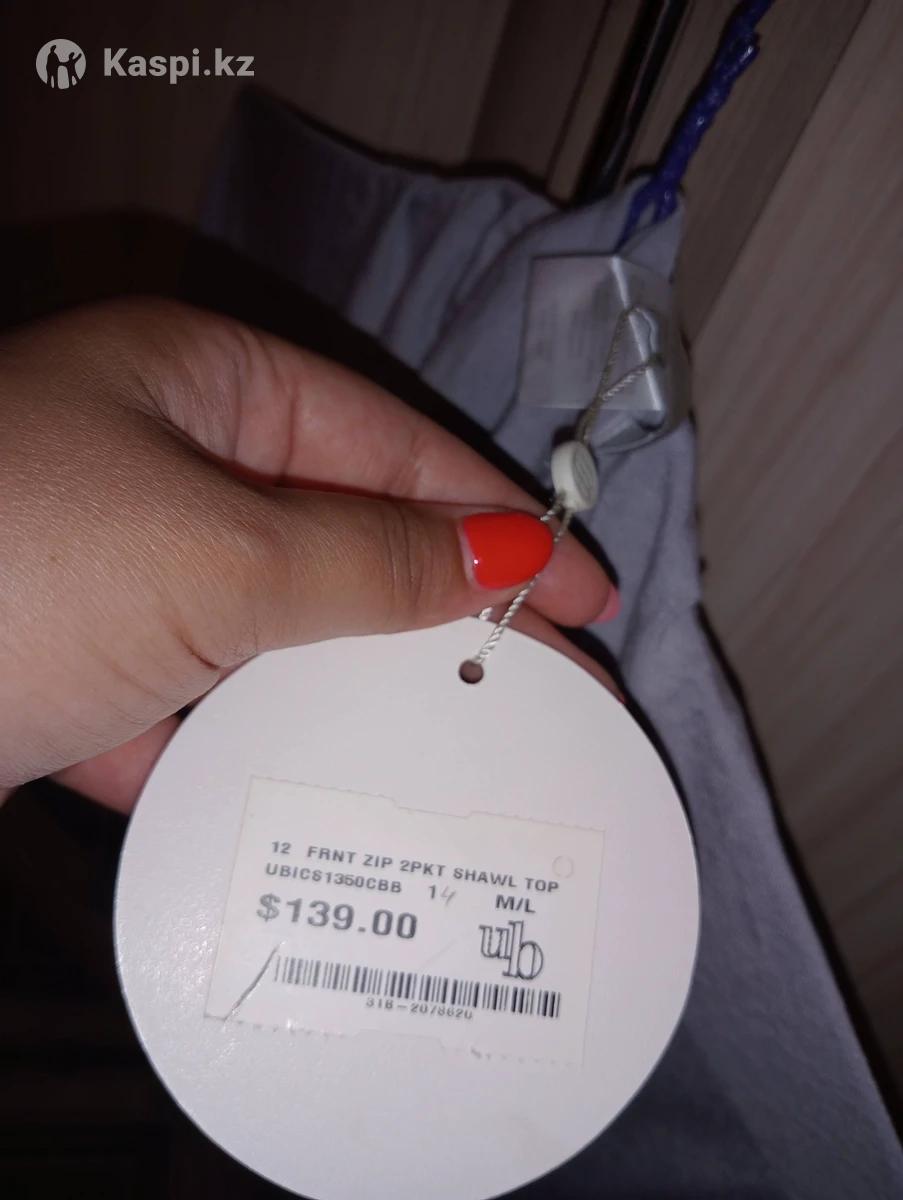 Kaspi.kz
12 FRNT ZIP 2PKT SHAWL TOP
UBICS1350CBB 14 M/L
$139.00
ub
318-2078620